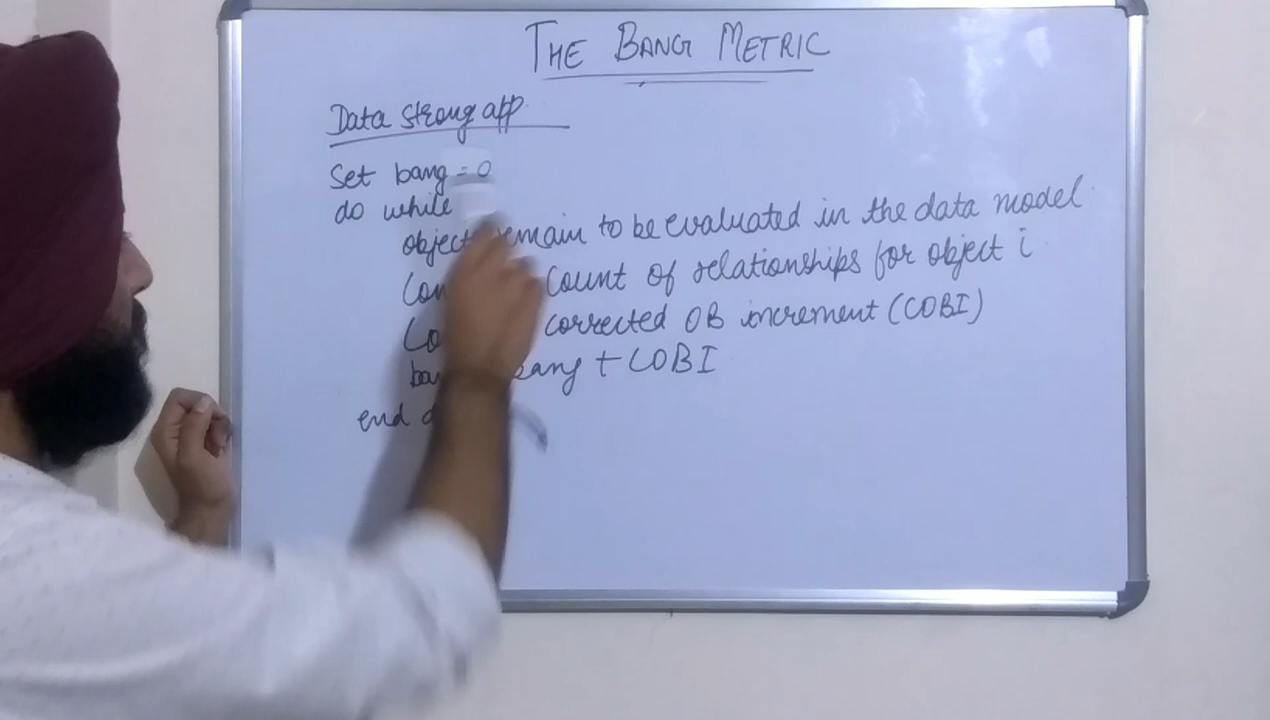 THE BANG METRIC
Data strong app
Set bang = 0
do while
object remain to be evaluated in the data model
count of relationships for object i
corrected OB increment (COBI)
bang + COBI
end